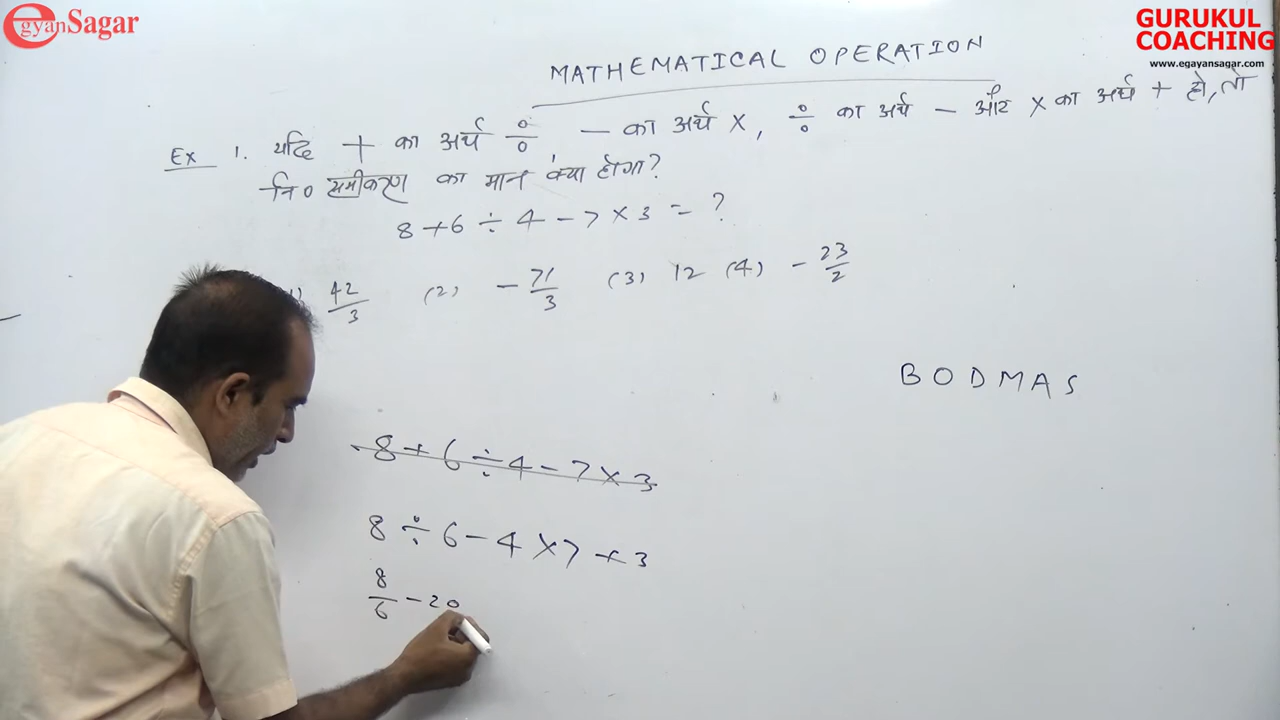 egyanSagar
GURUKUL
COACHING
www.egayansagar.com
MATHEMATICAL OPERATION
Ex 1. यदि + का अर्थ ÷ − का अर्थ ×, ÷ का अर्थ − और × का अर्थ + हो, तो
नि० समीकरण का मान क्या होगा?
8 + 6 ÷ 4 − 7 × 3 = ?
42/3 (2) − 71/3 (3) 12 (4) − 23/2
BODMAS
8 + 6 ÷ 4 − 7 × 3
8 ÷ 6 − 4 × 7 + 3
8/6 − 20